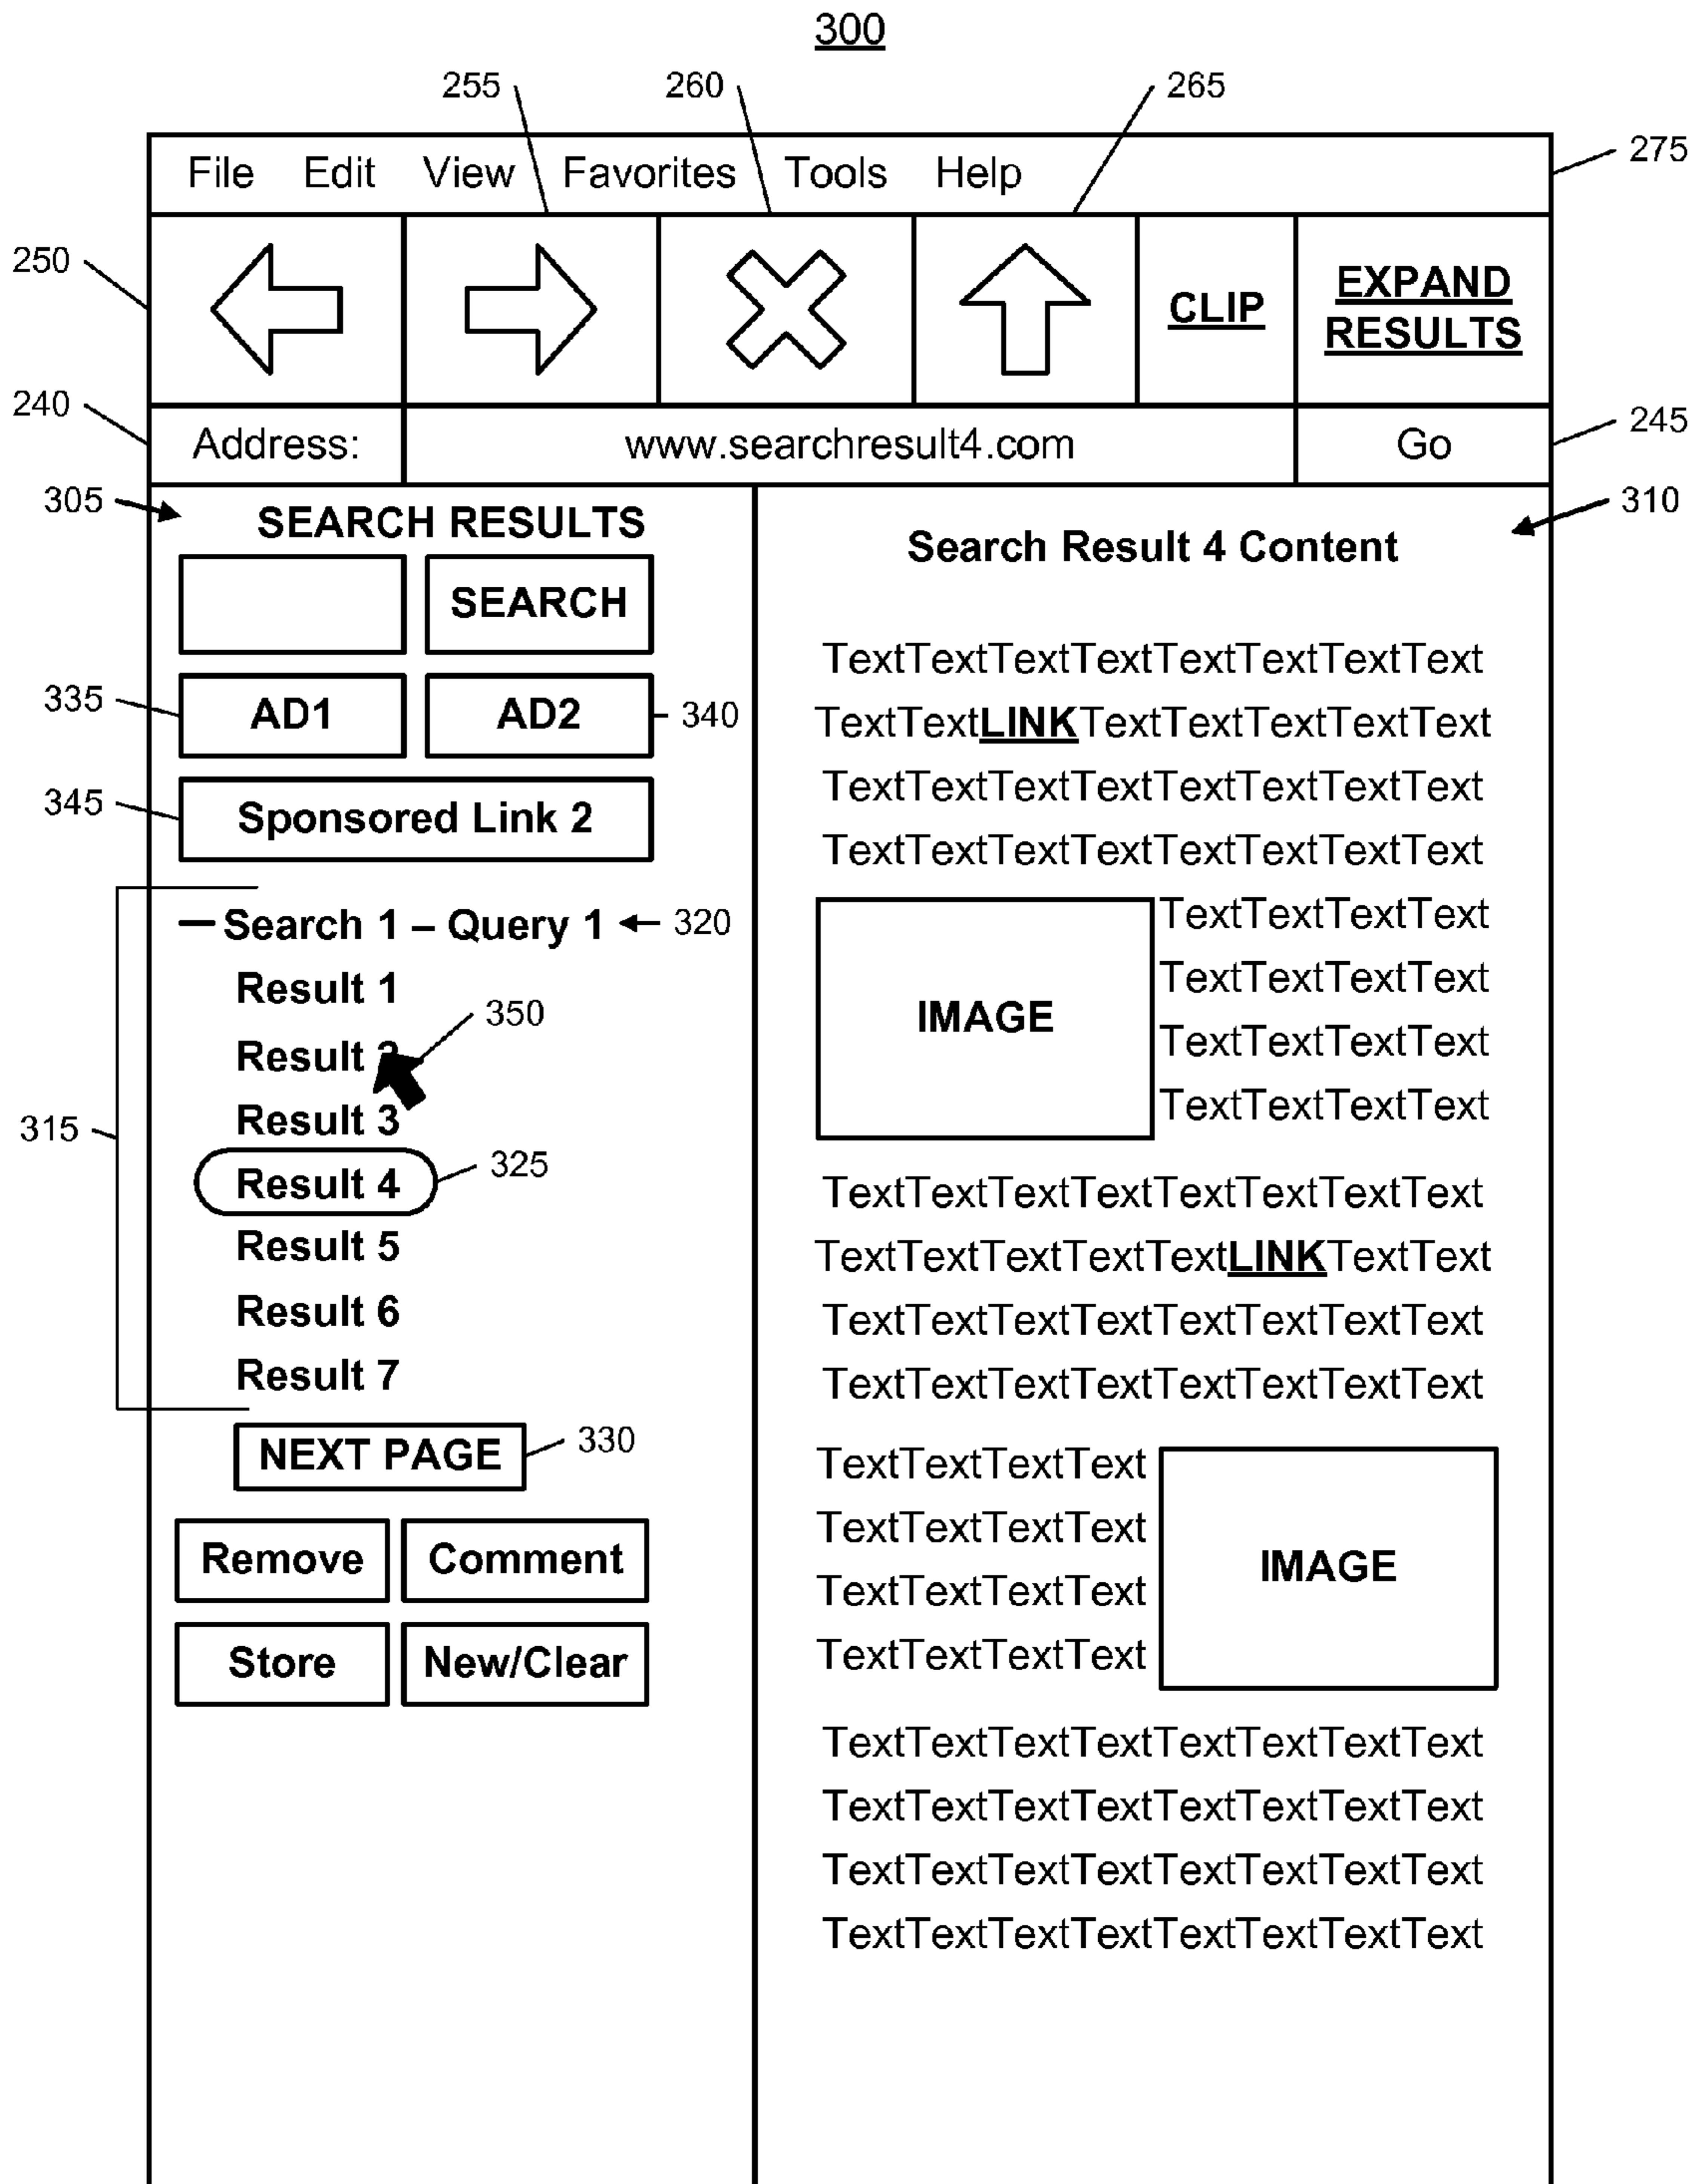 300
255 260 265
File Edit View Favorites Tools Help
275
250
CLIP
EXPAND
RESULTS
240
Address: www.searchresult4.com Go
245
305
SEARCH RESULTS
SEARCH
335
AD1 AD2
340
345
Sponsored Link 2
315
— Search 1 – Query 1
320
Result 1
350
Result 2
Result 3
Result 4
325
Result 5
Result 6
Result 7
NEXT PAGE
330
Remove Comment
Store New/Clear
310
Search Result 4 Content
TextTextTextTextTextTextTextText
TextTextLINKTextTextTextTextText
TextTextTextTextTextTextTextText
TextTextTextTextTextTextTextText
IMAGE
TextTextTextText
TextTextTextText
TextTextTextText
TextTextTextText
TextTextTextTextTextTextTextText
TextTextTextTextTextLINKTextText
TextTextTextTextTextTextTextText
TextTextTextTextTextTextTextText
TextTextTextText
TextTextTextText
TextTextTextText
TextTextTextText
IMAGE
TextTextTextTextTextTextTextText
TextTextTextTextTextTextTextText
TextTextTextTextTextTextTextText
TextTextTextTextTextTextTextText